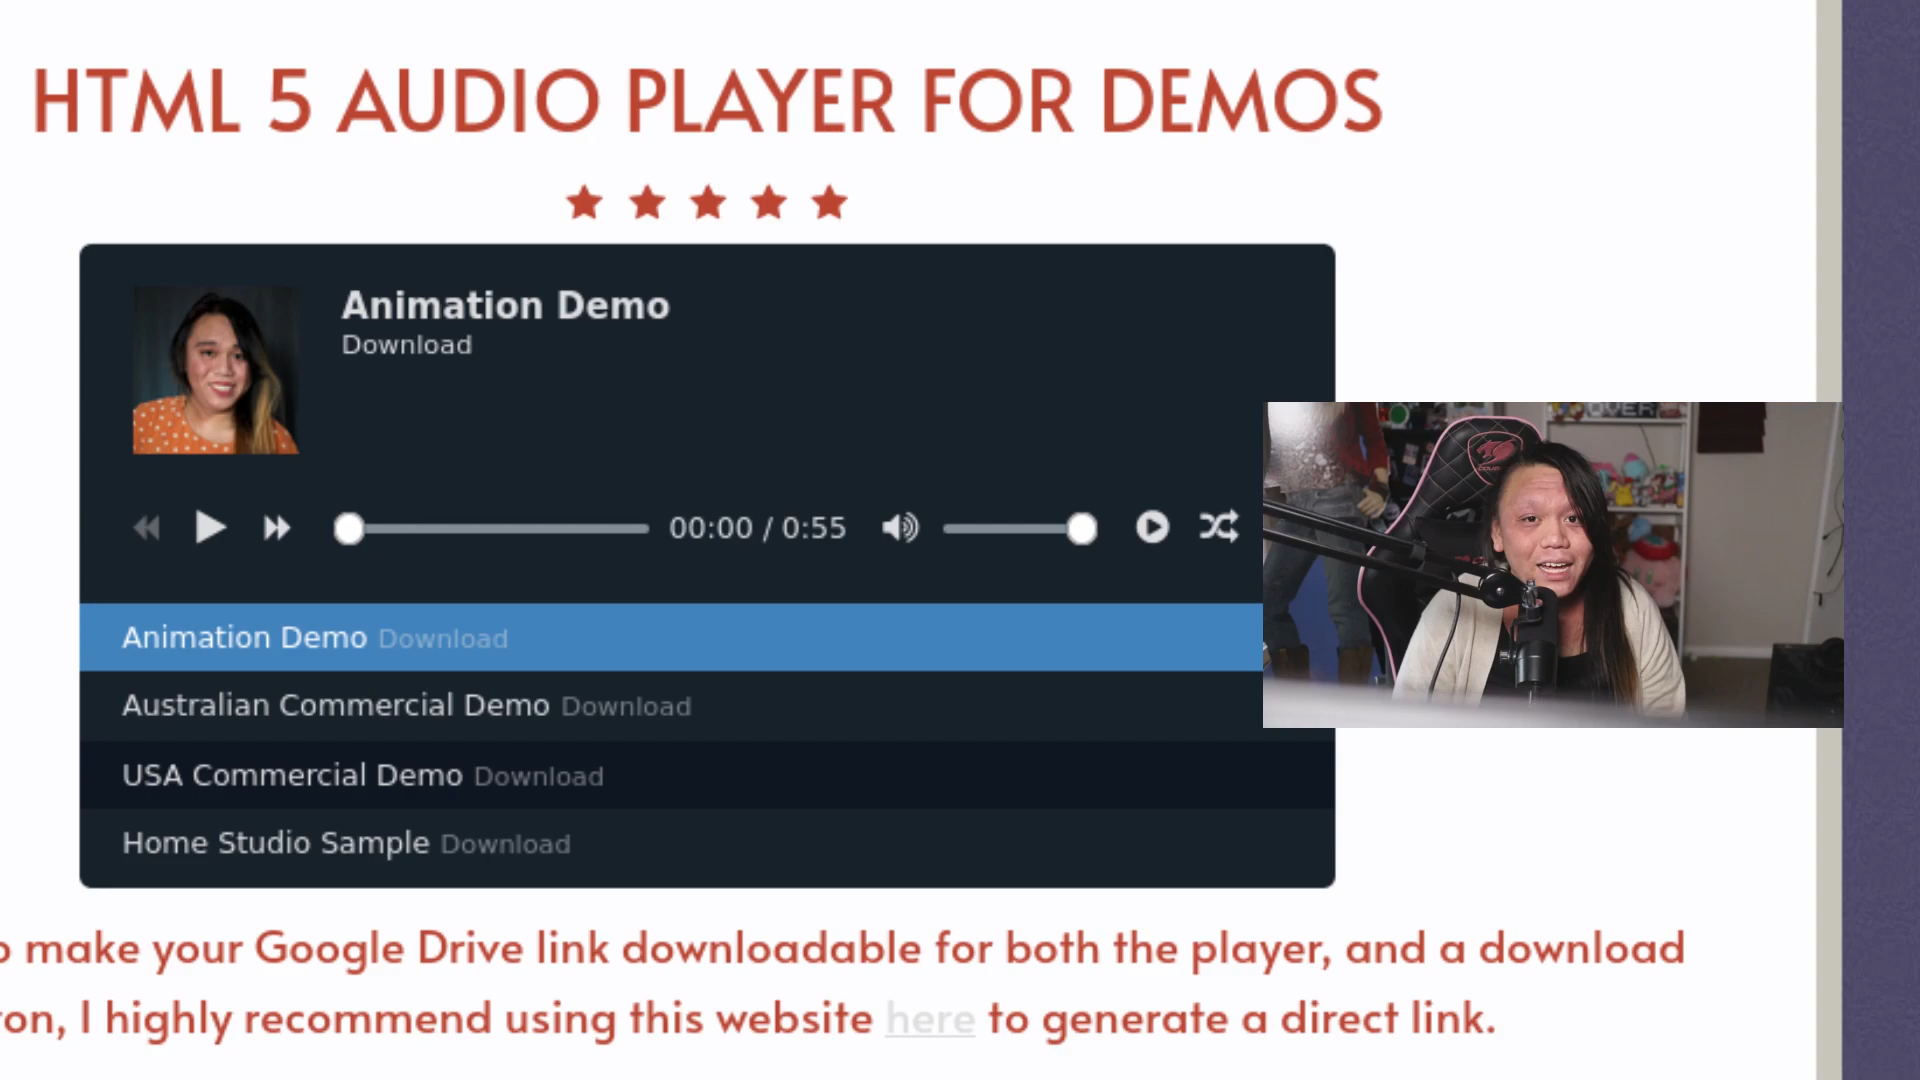 HTML 5 AUDIO PLAYER FOR DEMOS
Animation Demo
Download
00:00 / 0:55
Animation Demo Download
Australian Commercial Demo Download
USA Commercial Demo Download
Home Studio Sample Download
make your Google Drive link downloadable for both the player, and a download
I highly recommend using this website here to generate a direct link.
OVER